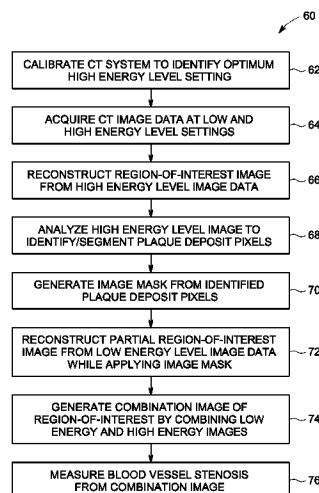 60
CALIBRATE CT SYSTEM TO IDENTIFY OPTIMUM
HIGH ENERGY LEVEL SETTING
62
ACQUIRE CT IMAGE DATA AT LOW AND
HIGH ENERGY LEVEL SETTINGS
64
RECONSTRUCT REGION-OF-INTEREST IMAGE
FROM HIGH ENERGY LEVEL IMAGE DATA
66
ANALYZE HIGH ENERGY LEVEL IMAGE TO
IDENTIFY/SEGMENT PLAQUE DEPOSIT PIXELS
68
GENERATE IMAGE MASK FROM IDENTIFIED
PLAQUE DEPOSIT PIXELS
70
RECONSTRUCT PARTIAL REGION-OF-INTEREST
IMAGE FROM LOW ENERGY LEVEL IMAGE DATA
WHILE APPLYING IMAGE MASK
72
GENERATE COMBINATION IMAGE OF
REGION-OF-INTEREST BY COMBINING LOW
ENERGY AND HIGH ENERGY IMAGES
74
MEASURE BLOOD VESSEL STENOSIS
FROM COMBINATION IMAGE
76